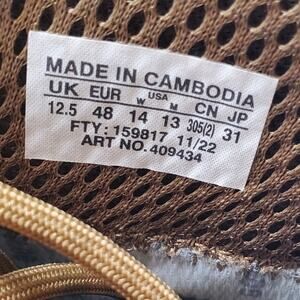 MADE IN CAMBODIA
UK EUR USA CN JP
W M
12.5 48 14 13 305(2) 31
FTY: 159817 11/22
ART NO. 409434